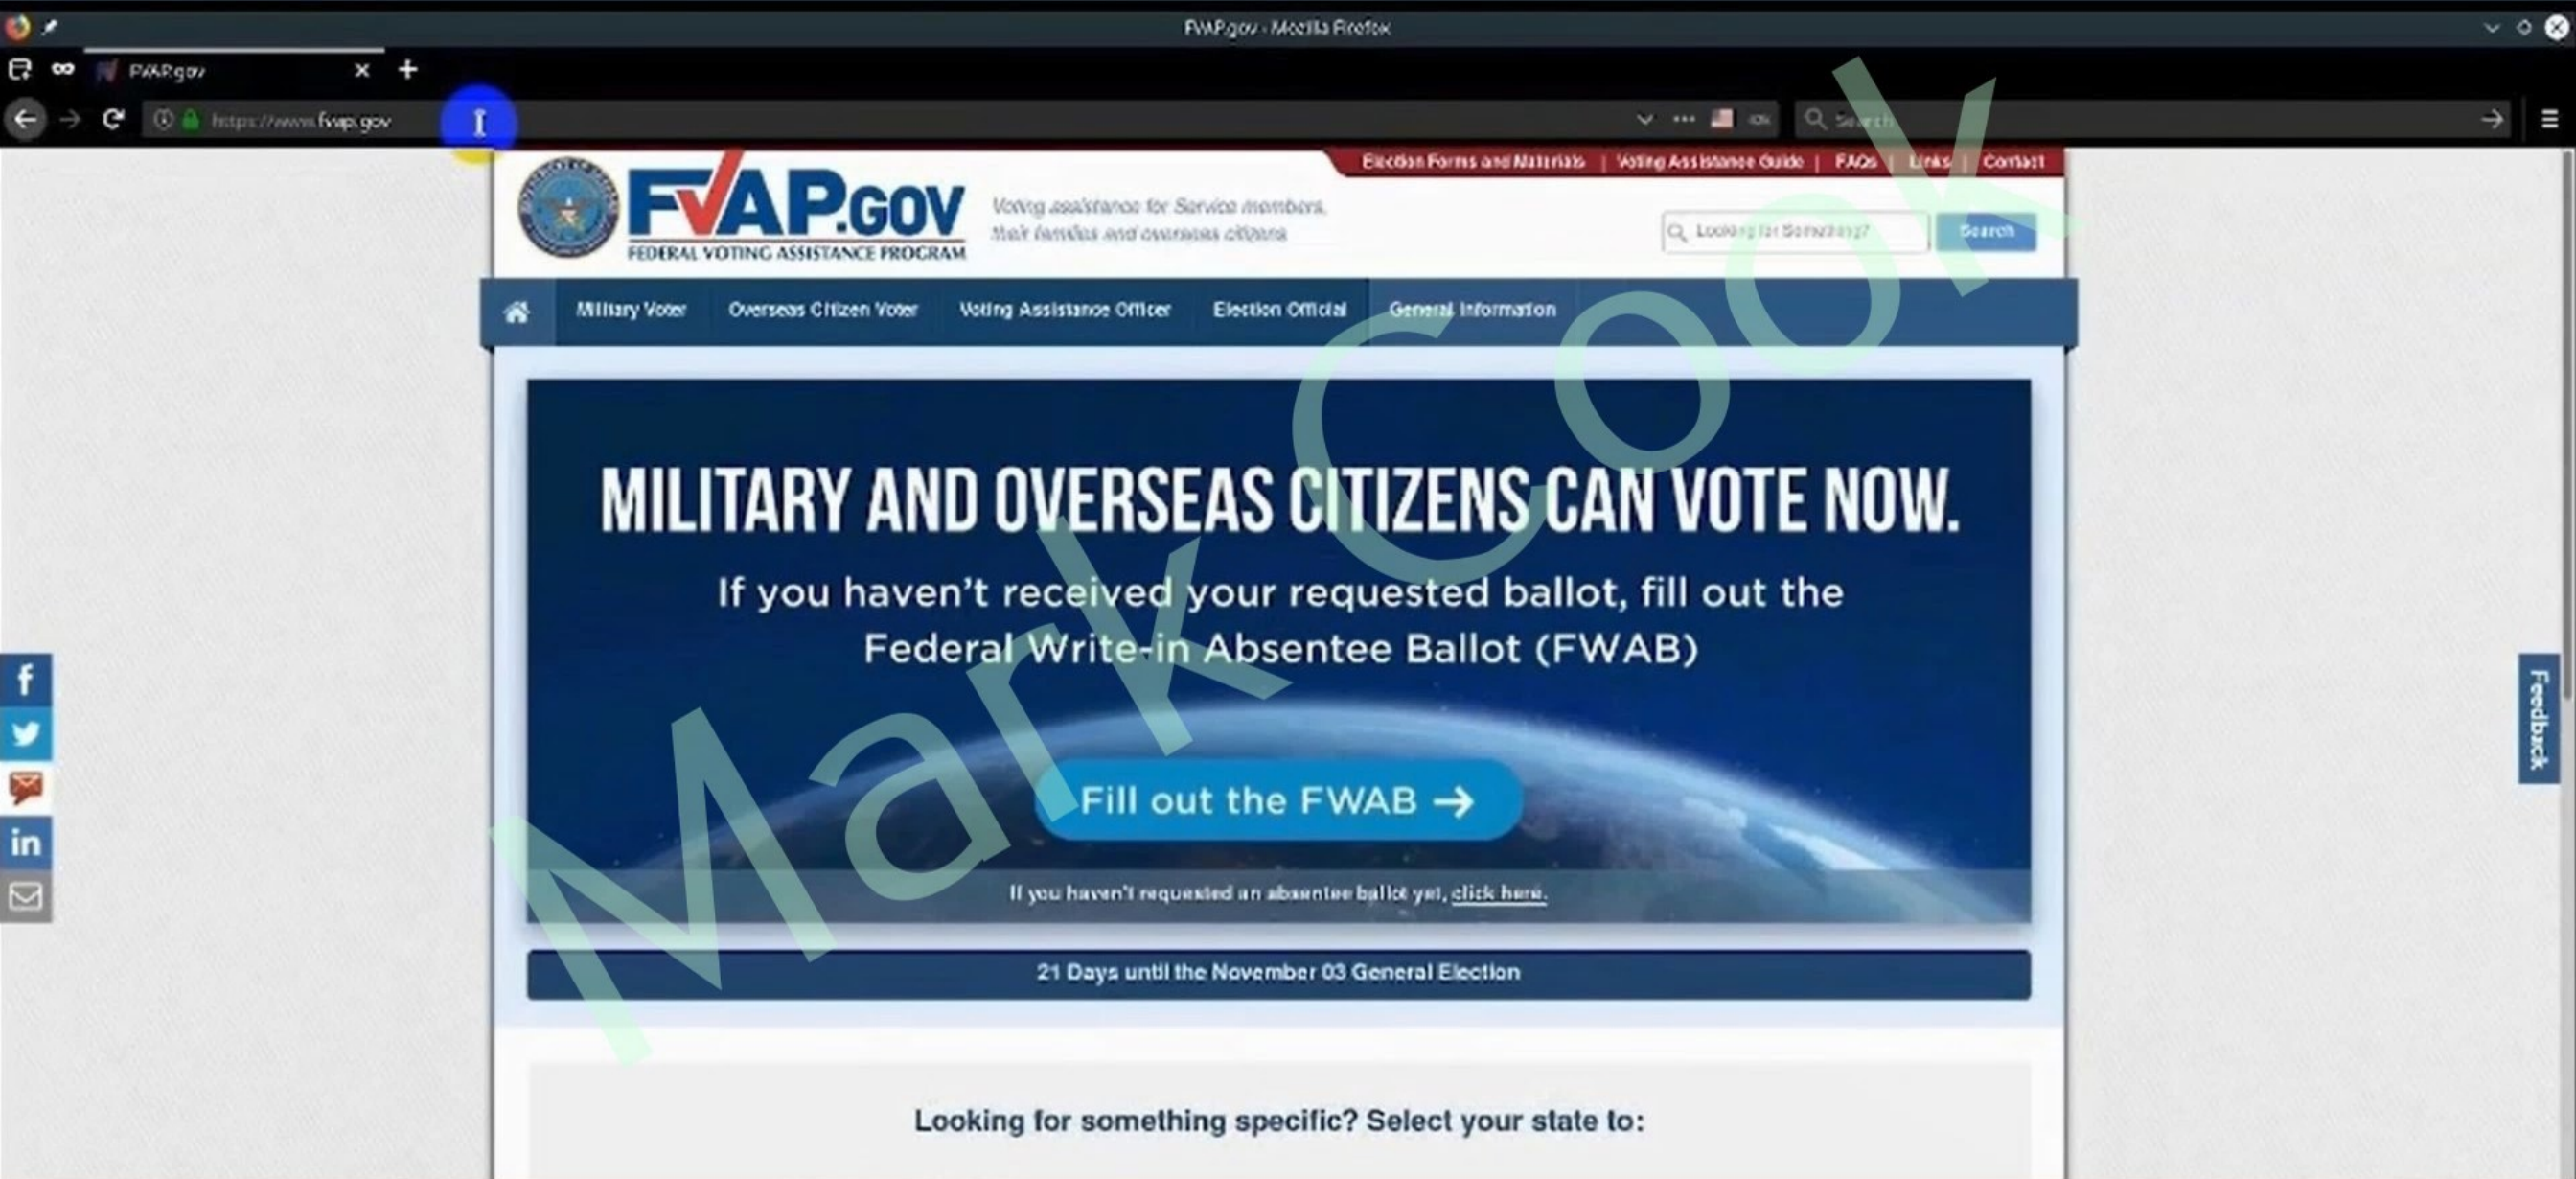 FVAP.gov - Mozilla Firefox
FVAP.gov
https://www.fvap.gov
Search
Election Forms and Materials | Voting Assistance Guide | FAQs | Links | Contact
FVAP.GOV
FEDERAL VOTING ASSISTANCE PROGRAM
Voting assistance for Service members,
their families and overseas citizens
Looking for Something?
Search
Military Voter
Overseas Citizen Voter
Voting Assistance Officer
Election Official
General Information
MILITARY AND OVERSEAS CITIZENS CAN VOTE NOW.
If you haven't received your requested ballot, fill out the
Federal Write-in Absentee Ballot (FWAB)
Fill out the FWAB →
If you haven't requested an absentee ballot yet, click here.
21 Days until the November 03 General Election
Looking for something specific? Select your state to:
Feedback
Mark Cook